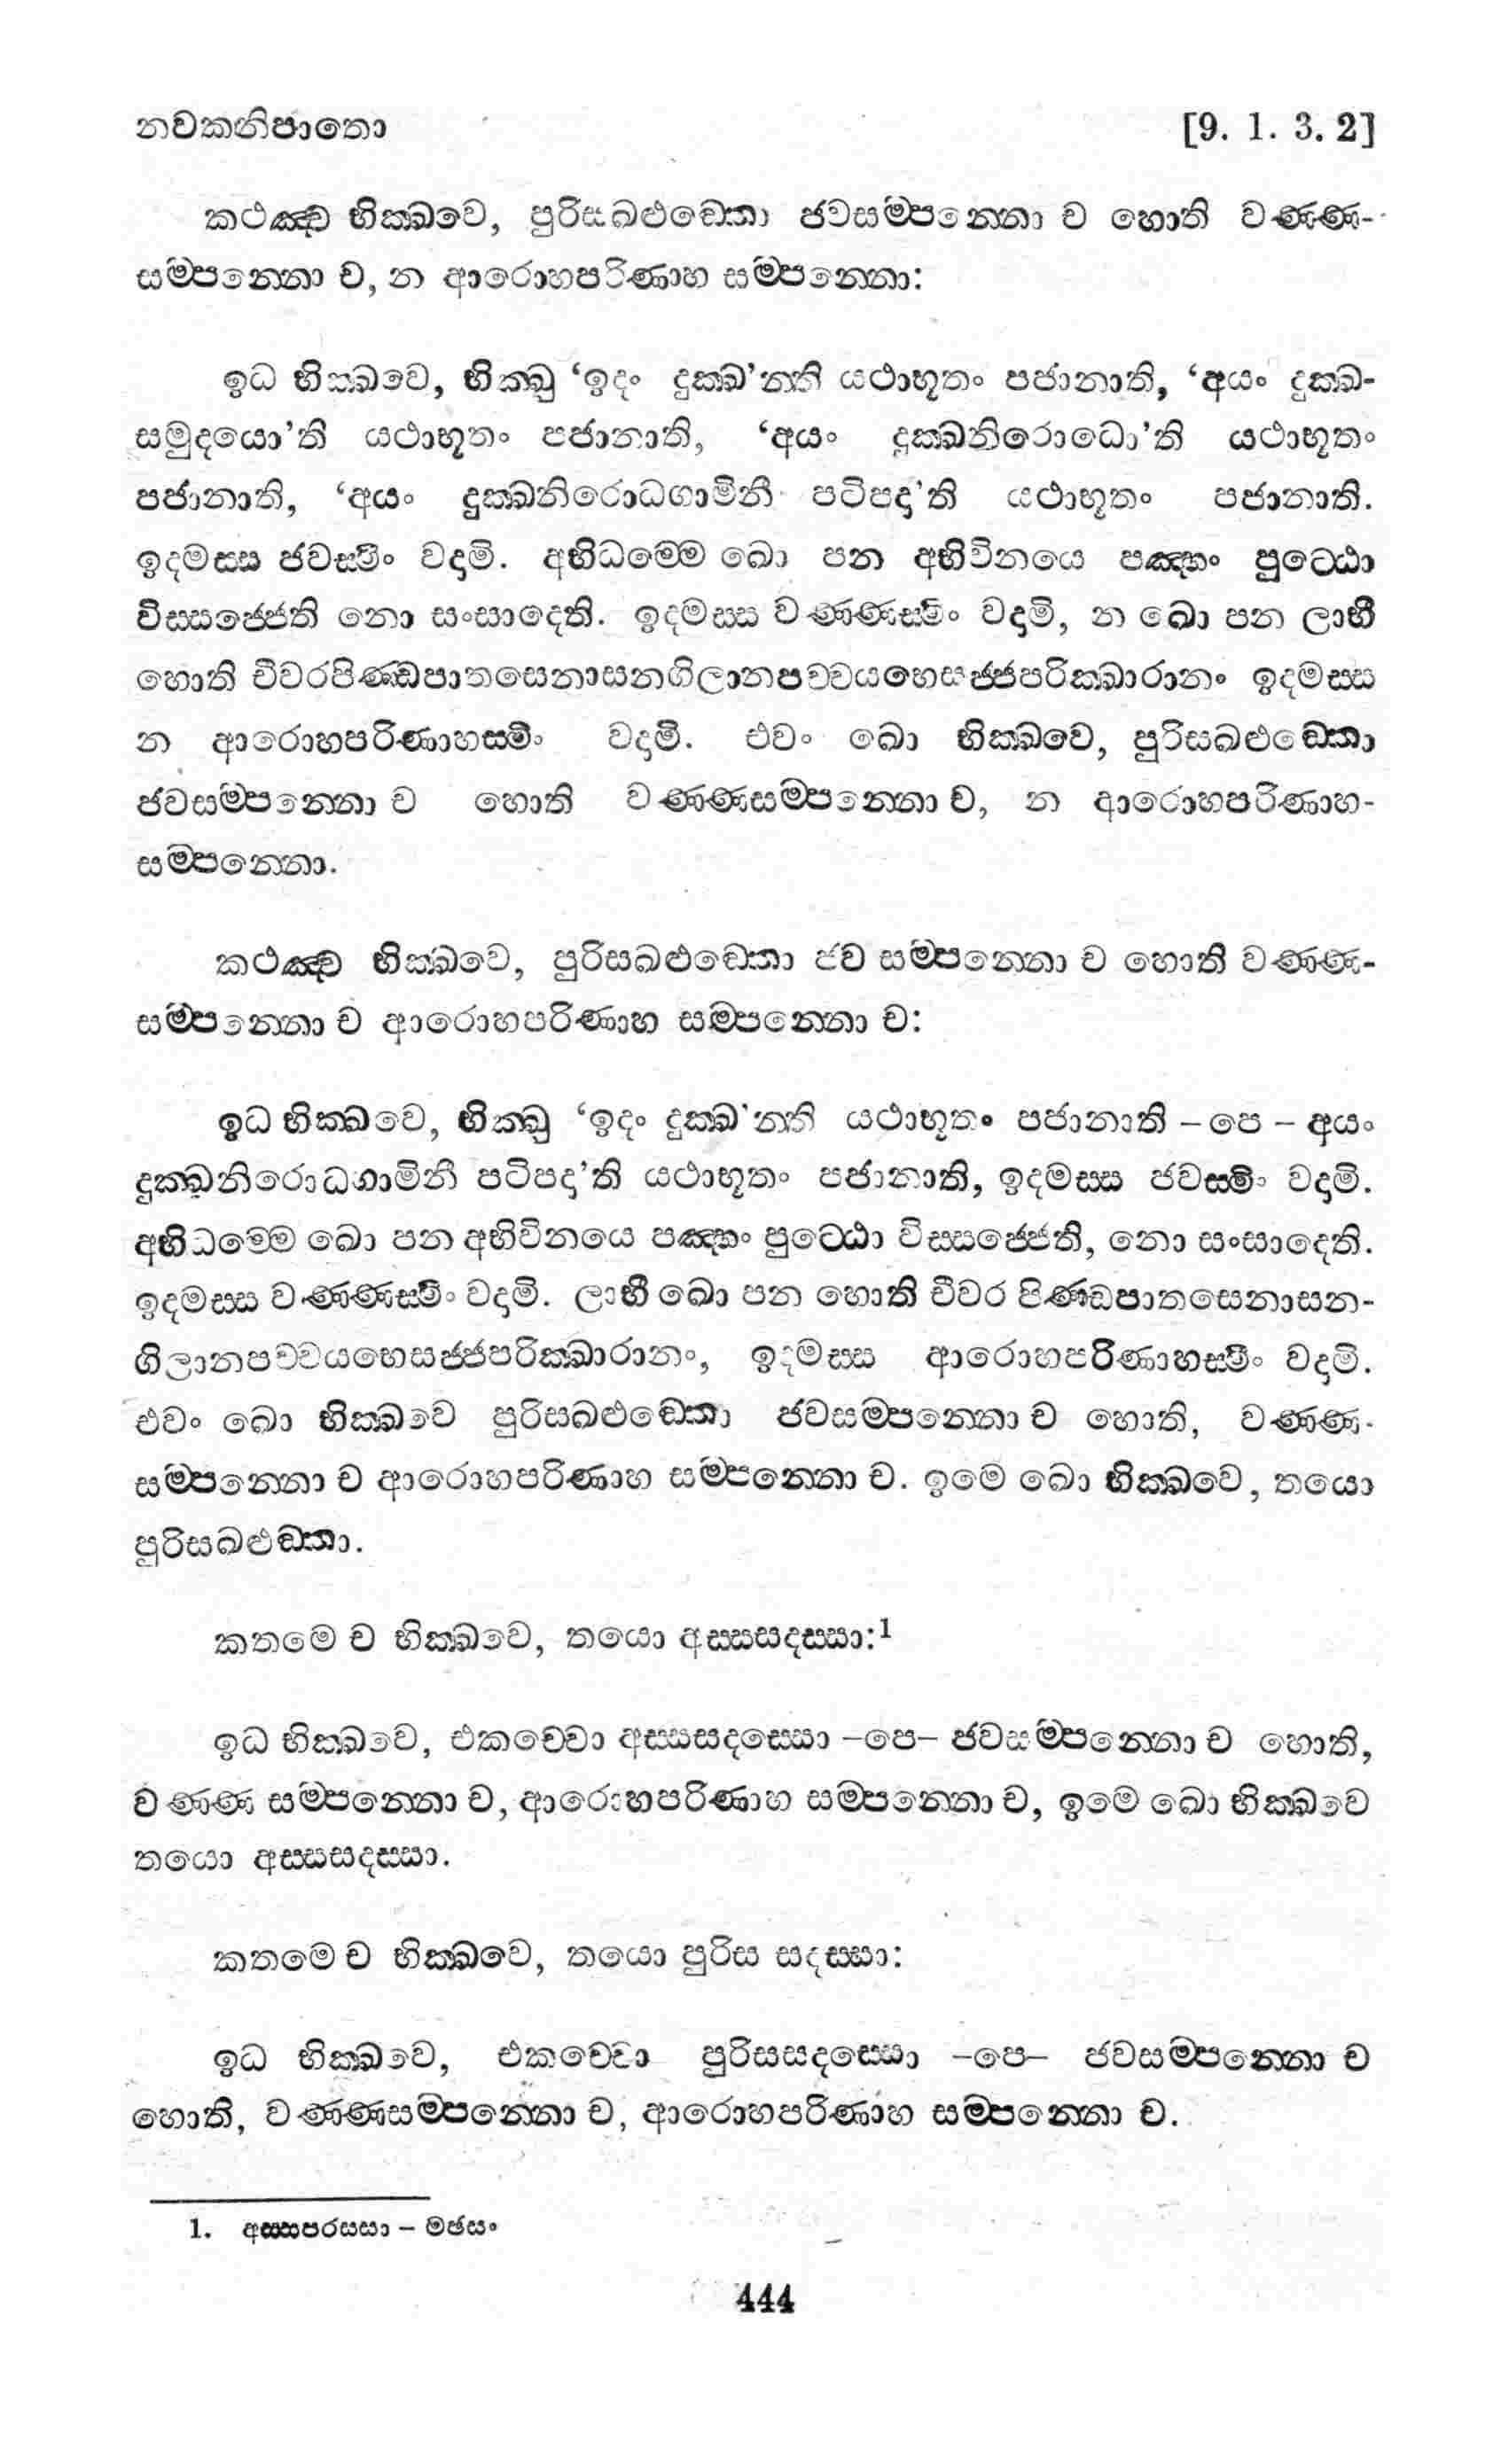 නවකනිපාතො [9. 1. 3. 2]
කථඤ්ච භික්ඛවෙ, පුරිසඛළුඞ්කො ජවසම්පන්නො ච හොති වණ්ණ-
සම්පන්නො ච, න ආරොහපරිණාහ සම්පන්නො:
ඉධ භික්ඛවෙ, භික්ඛු ‘ඉදං දුක්ඛ’න්ති යථාභූතං පජානාති, ‘අයං දුක්ඛ-
සමුදයො’ති යථාභූතං පජානාති, ‘අයං දුක්ඛනිරොධො’ති යථාභූතං
පජානාති, ‘අයං දුක්ඛනිරොධගාමිනී පටිපදා’ති යථාභූතං පජානාති.
ඉදමස්ස ජවස්මිං වදාමි. අභිධම්මෙ ඛො පන අභිවිනයෙ පඤ්හං පුට්ඨො
විස්සජ්ජෙති නො සංසාදෙති. ඉදමස්ස වණ්ණස්මිං වදාමි, න ඛො පන ලාභී
හොති චීවරපිණ්ඩපාතසෙනාසනගිලානපච්චයභෙසජ්ජපරික්ඛාරානං ඉදමස්ස
න ආරොහපරිණාහස්මිං වදාමි. එවං ඛො භික්ඛවෙ, පුරිසඛළුඞ්කො
ජවසම්පන්නො ච හොති වණ්ණසම්පන්නො ච, න ආරොහපරිණාහ-
සම්පන්නො.
කථඤ්ච භික්ඛවෙ, පුරිසඛළුඞ්කො ජව සම්පන්නො ච හොති වණ්ණ-
සම්පන්නො ච ආරොහපරිණාහ සම්පන්නො ච:
ඉධ භික්ඛවෙ, භික්ඛු ‘ඉදං දුක්ඛ’න්ති යථාභූතං පජානාති – පෙ – අයං
දුක්ඛනිරොධගාමිනී පටිපදා’ති යථාභූතං පජානාති, ඉදමස්ස ජවස්මිං වදාමි.
අභිධම්මෙ ඛො පන අභිවිනයෙ පඤ්හං පුට්ඨො විස්සජ්ජෙති, නො සංසාදෙති.
ඉදමස්ස වණ්ණස්මිං වදාමි. ලාභී ඛො පන හොති චීවර පිණ්ඩපාතසෙනාසන-
ගිලානපච්චයභෙසජ්ජපරික්ඛාරානං, ඉදමස්ස ආරොහපරිණාහස්මිං වදාමි.
එවං ඛො භික්ඛවෙ පුරිසඛළුඞ්කො ජවසම්පන්නො ච හොති, වණ්ණ-
සම්පන්නො ච ආරොහපරිණාහ සම්පන්නො ච. ඉමෙ ඛො භික්ඛවෙ, තයො
පුරිසඛළුඞ්කා.
කතමෙ ච භික්ඛවෙ, තයො අස්සසදස්සා:1
ඉධ භික්ඛවෙ, එකච්චො අස්සසදස්සො –පෙ– ජවසම්පන්නො ච හොති,
වණ්ණ සම්පන්නො ච, ආරොහපරිණාහ සම්පන්නො ච, ඉමෙ ඛො භික්ඛවෙ
තයො අස්සසදස්සා.
කතමෙ ච භික්ඛවෙ, තයො පුරිස සදස්සා:
ඉධ භික්ඛවෙ, එකච්චො පුරිසසදස්සො –පෙ– ජවසම්පන්නො ච
හොති, වණ්ණසම්පන්නො ච, ආරොහපරිණාහ සම්පන්නො ච.
1. අස්සපරස්සා – මඡසං
444